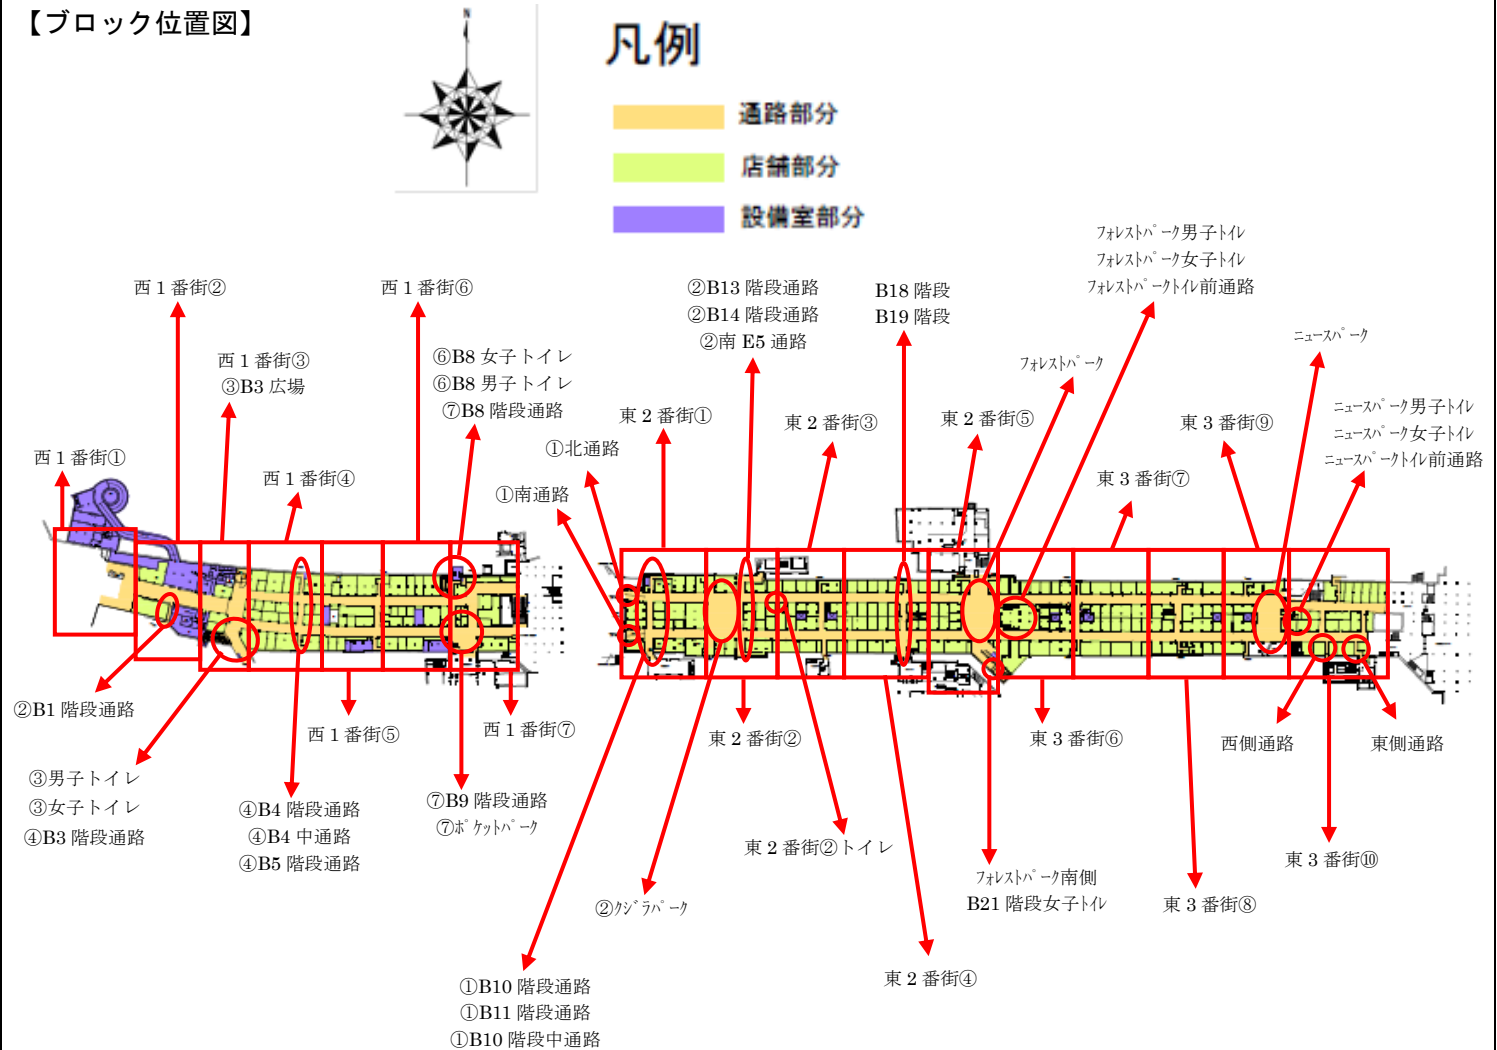 【ブロック位置図】
N
凡例
通路部分
店舗部分
設備室部分
フォレストパーク男子トイレ
フォレストパーク女子トイレ
フォレストパークトイレ前通路
西1番街②
西1番街⑥
②B13 階段通路
②B14 階段通路
②南 E5 通路
B18 階段
B19 階段
ニュースパーク
西1番街③
③B3 広場
⑥B8 女子トイレ
⑥B8 男子トイレ
⑦B8 階段通路
フォレストパーク
東2番街①
東2番街③
東2番街⑤
東3番街⑨
ニュースパーク男子トイレ
ニュースパーク女子トイレ
ニュースパークトイレ前通路
西1番街①
西1番街④
①北通路
①南通路
東3番街⑦
②B1 階段通路
西1番街⑤
西1番街⑦
東2番街②
東3番街⑥
西側通路
東側通路
③男子トイレ
③女子トイレ
④B3 階段通路
④B4 階段通路
④B4 中通路
④B5 階段通路
⑦B9 階段通路
⑦ポケットパーク
東2番街②トイレ
東3番街⑩
②クジラパーク
フォレストパーク南側
B21 階段女子トイレ
東3番街⑧
東2番街④
①B10 階段通路
①B11 階段通路
①B10 階段中通路